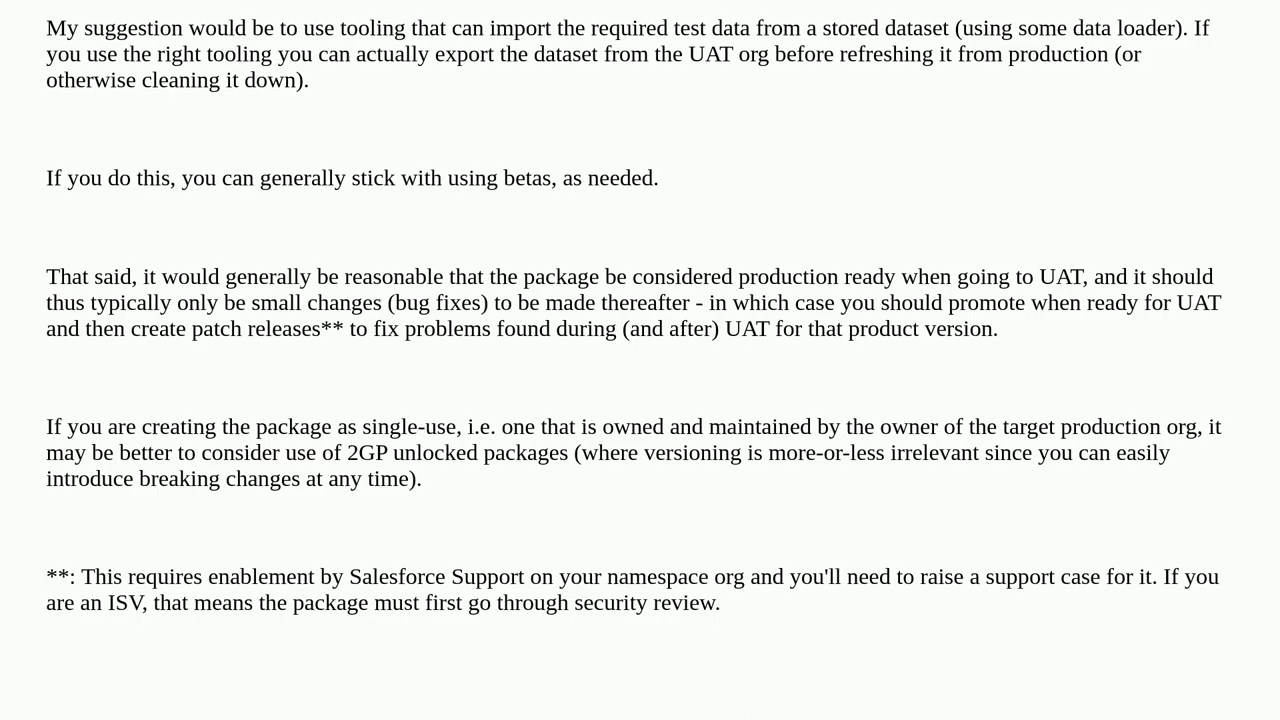 My suggestion would be to use tooling that can import the required test data from a stored dataset (using some data loader). If
you use the right tooling you can actually export the dataset from the UAT org before refreshing it from production (or
otherwise cleaning it down).
If you do this, you can generally stick with using betas, as needed.
That said, it would generally be reasonable that the package be considered production ready when going to UAT, and it should
thus typically only be small changes (bug fixes) to be made thereafter - in which case you should promote when ready for UAT
and then create patch releases** to fix problems found during (and after) UAT for that product version.
If you are creating the package as single-use, i.e. one that is owned and maintained by the owner of the target production org, it
may be better to consider use of 2GP unlocked packages (where versioning is more-or-less irrelevant since you can easily
introduce breaking changes at any time).
**: This requires enablement by Salesforce Support on your namespace org and you'll need to raise a support case for it. If you
are an ISV, that means the package must first go through security review.